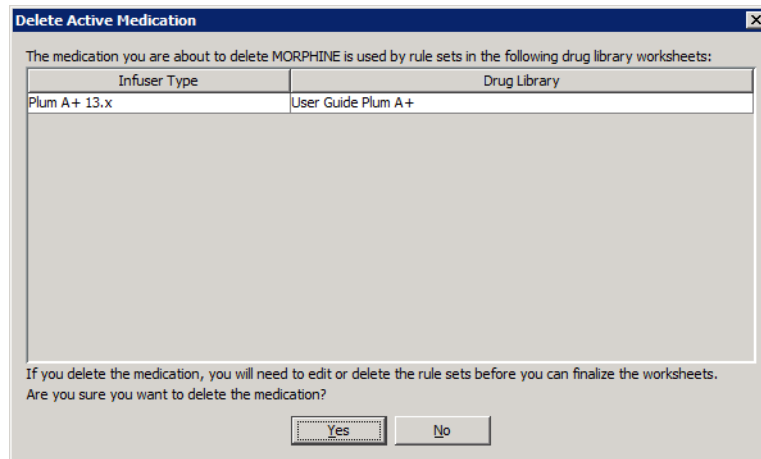 Delete Active Medication
The medication you are about to delete MORPHINE is used by rule sets in the following drug library worksheets:
Infuser Type Drug Library
Plum A+ 13.x User Guide Plum A+
If you delete the medication, you will need to edit or delete the rule sets before you can finalize the worksheets.
Are you sure you want to delete the medication?
Yes No